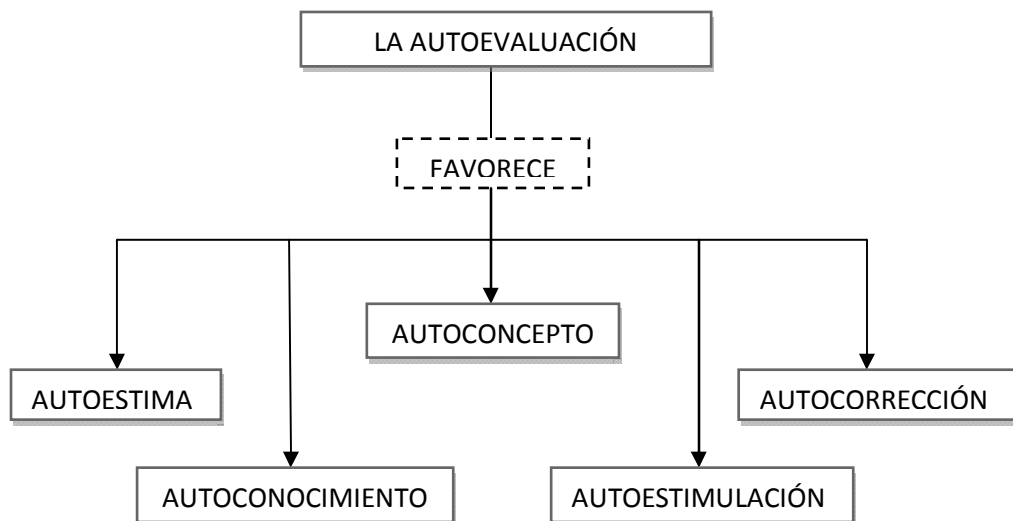 LA AUTOEVALUACIÓN
FAVORECE
AUTOCONCEPTO
AUTOESTIMA
AUTOCORRECCIÓN
AUTOCONOCIMIENTO
AUTOESTIMULACIÓN